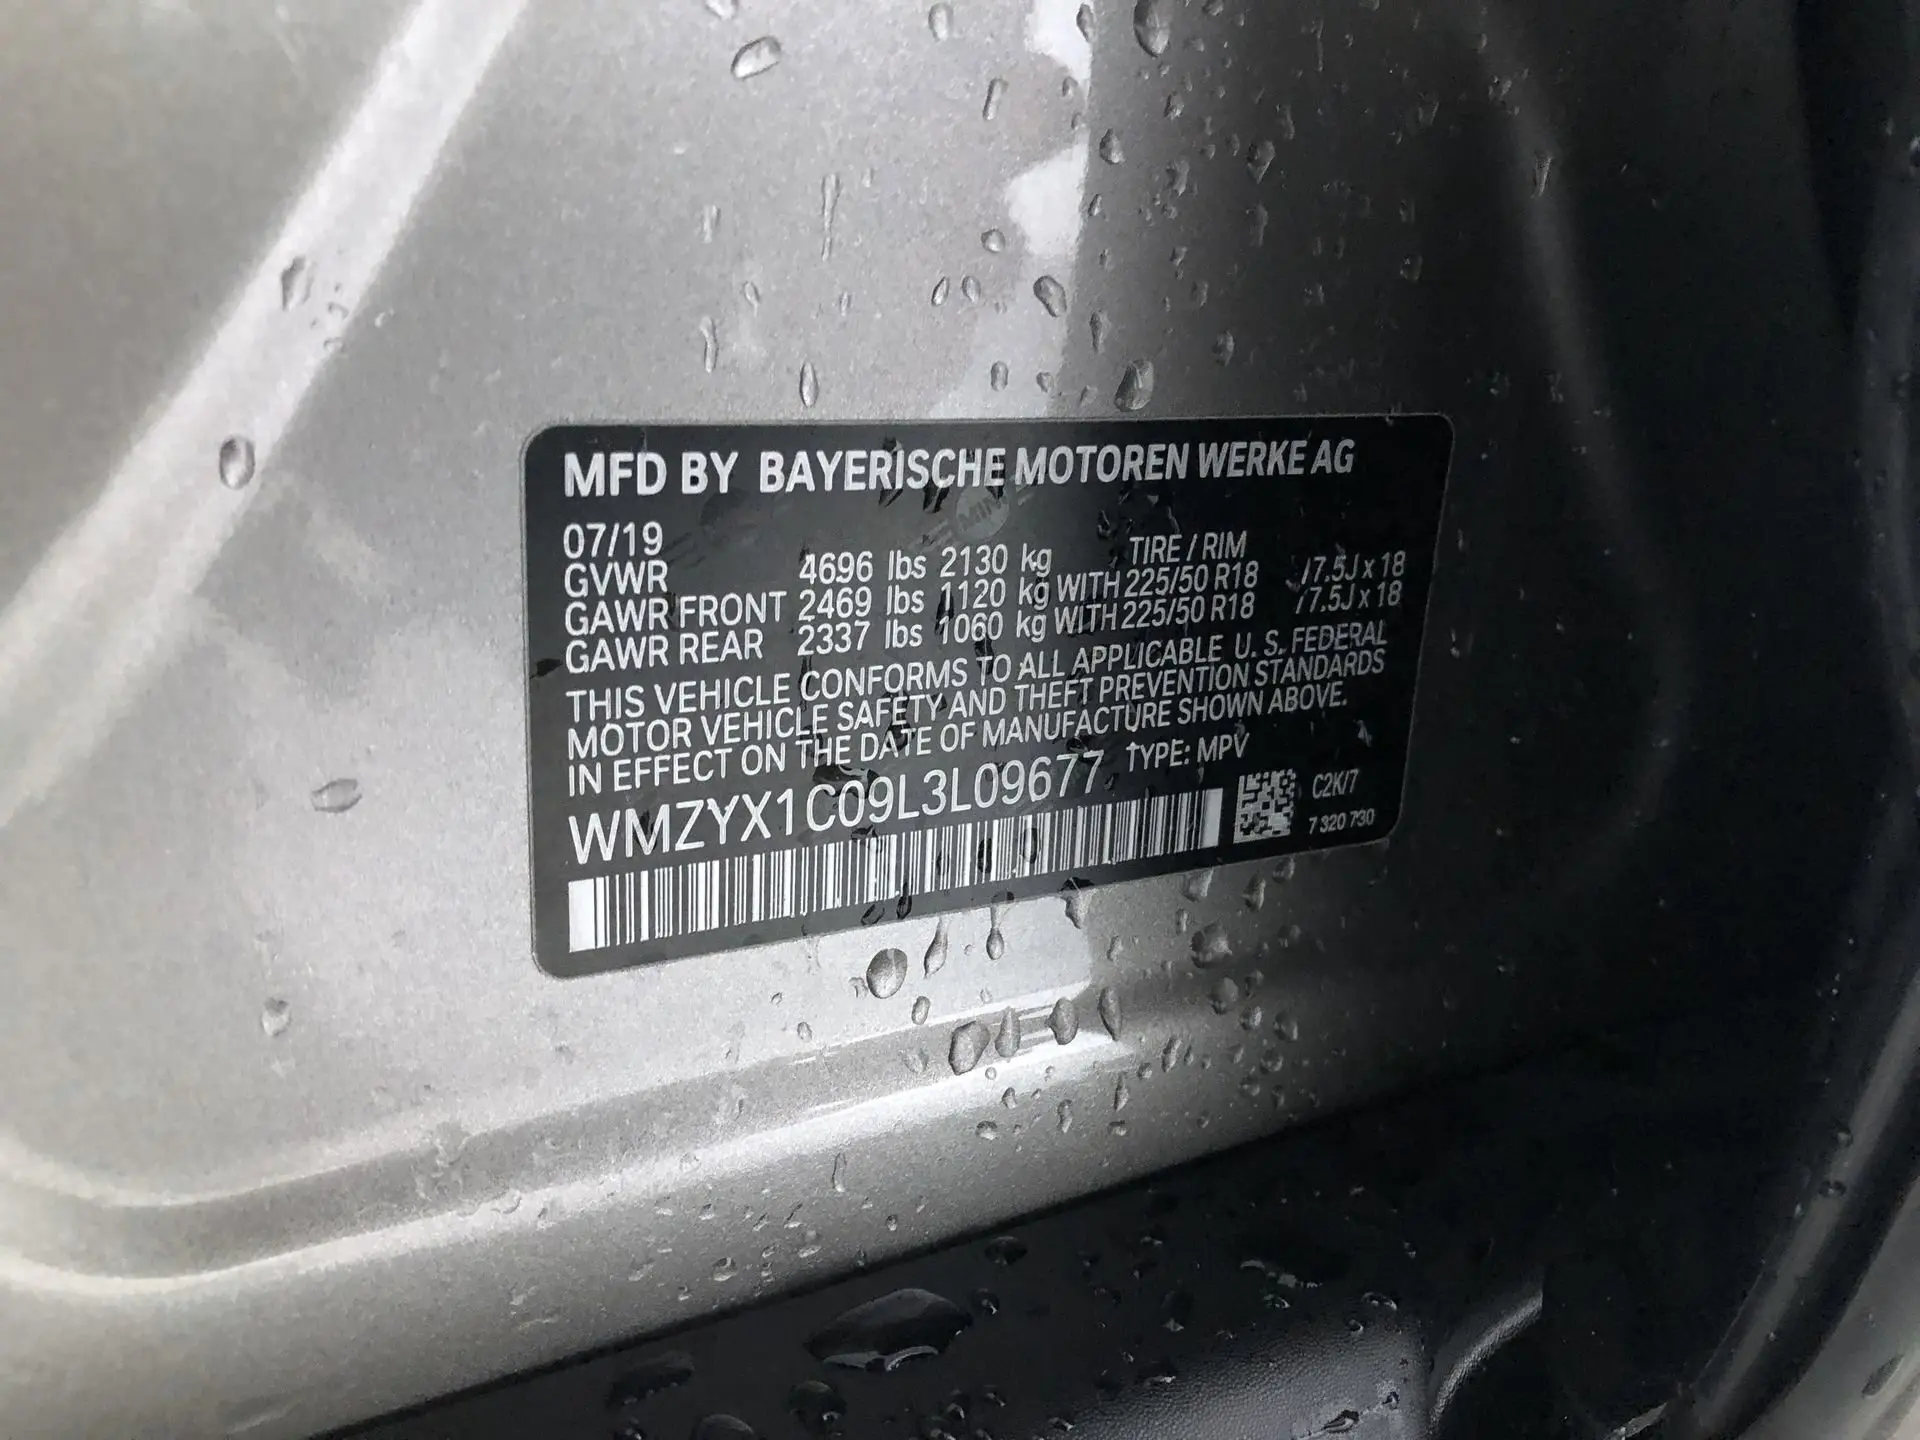 MFD BY BAYERISCHE MOTOREN WERKE AG
07/19
TIRE / RIM
GVWR 4696 lbs 2130 kg
GAWR FRONT 2469 lbs 1120 kg WITH 225/50 R18 /7.5J x 18
GAWR REAR 2337 lbs 1060 kg WITH 225/50 R18 /7.5J x 18
THIS VEHICLE CONFORMS TO ALL APPLICABLE U. S. FEDERAL
MOTOR VEHICLE SAFETY AND THEFT PREVENTION STANDARDS
IN EFFECT ON THE DATE OF MANUFACTURE SHOWN ABOVE.
WMZYX1C09L3L09677 TYPE: MPV
C2K/7
7 320 730
MINI